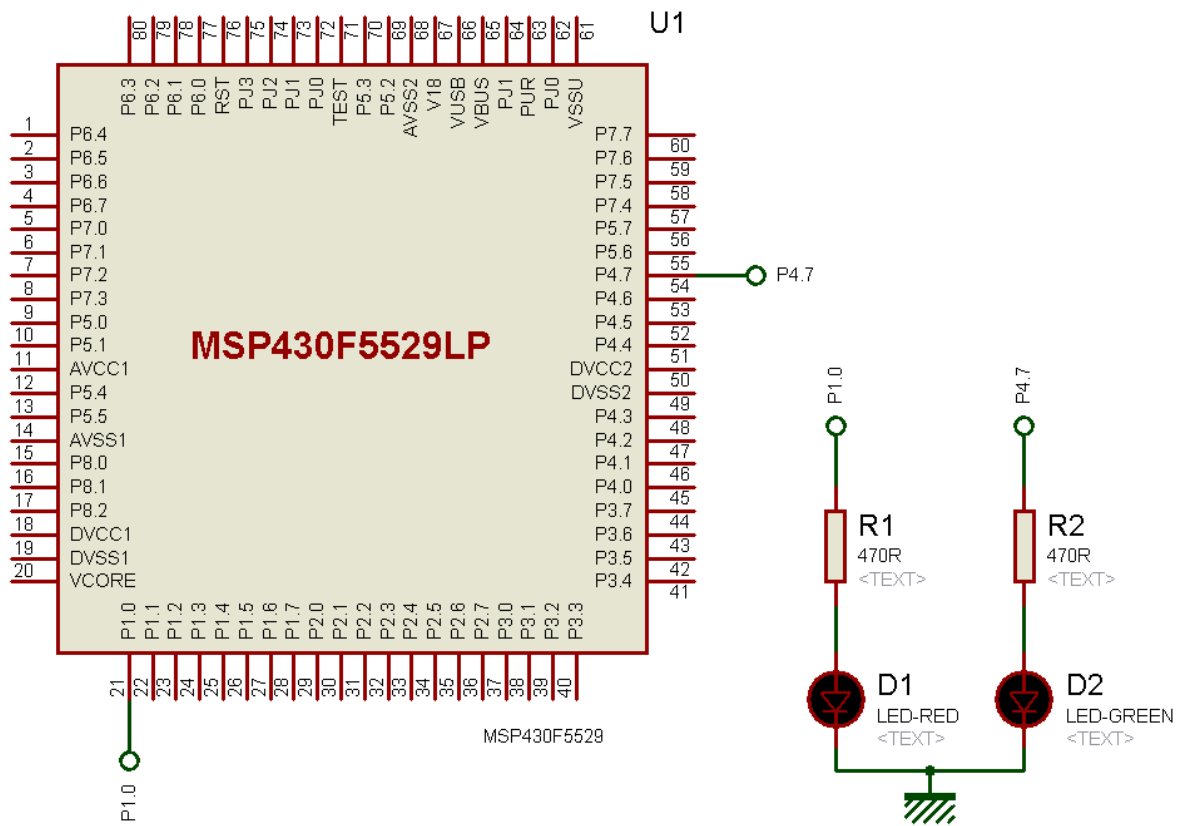 U1
80 79 78 77 76 75 74 73 72 71 70 69 68 67 66 65 64 63 62 61
P6.3 P6.2 P6.1 P6.0 RST PJ3 PJ2 PJ1 PJ0 TEST P5.3 P5.2 AVSS2 V18 VUSB VBUS PJ1 PUR PJ0 VSSU
1 P6.4
2 P6.5
3 P6.6
4 P6.7
5 P7.0
6 P7.1
7 P7.2
8 P7.3
9 P5.0
10 P5.1
11 AVCC1
12 P5.4
13 P5.5
14 AVSS1
15 P8.0
16 P8.1
17 P8.2
18 DVCC1
19 DVSS1
20 VCORE
MSP430F5529LP
P7.7 60
P7.6 59
P7.5 58
P7.4 57
P5.7 56
P5.6 55
P4.7 54
P4.6 53
P4.5 52
P4.4 51
DVCC2 50
DVSS2 49
P4.3 48
P4.2 47
P4.1 46
P4.0 45
P3.7 44
P3.6 43
P3.5 42
P3.4 41
P4.7
P1.0 P1.1 P1.2 P1.3 P1.4 P1.5 P1.6 P1.7 P2.0 P2.1 P2.2 P2.3 P2.4 P2.5 P2.6 P2.7 P3.0 P3.1 P3.2 P3.3
21 22 23 24 25 26 27 28 29 30 31 32 33 34 35 36 37 38 39 40
MSP430F5529
P1.0
P1.0
R1
470R
<TEXT>
D1
LED-RED
<TEXT>
P4.7
R2
470R
<TEXT>
D2
LED-GREEN
<TEXT>